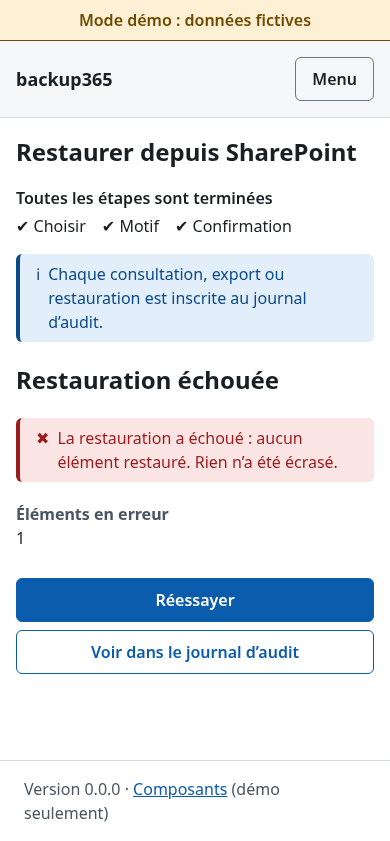 Mode démo : données fictives
backup365
Menu
Restaurer depuis SharePoint
Toutes les étapes sont terminées
✔ Choisir ✔ Motif ✔ Confirmation
i Chaque consultation, export ou
restauration est inscrite au journal
d’audit.
Restauration échouée
✖ La restauration a échoué : aucun
élément restauré. Rien n’a été écrasé.
Éléments en erreur
1
Réessayer
Voir dans le journal d’audit
Version 0.0.0 · Composants (démo
seulement)